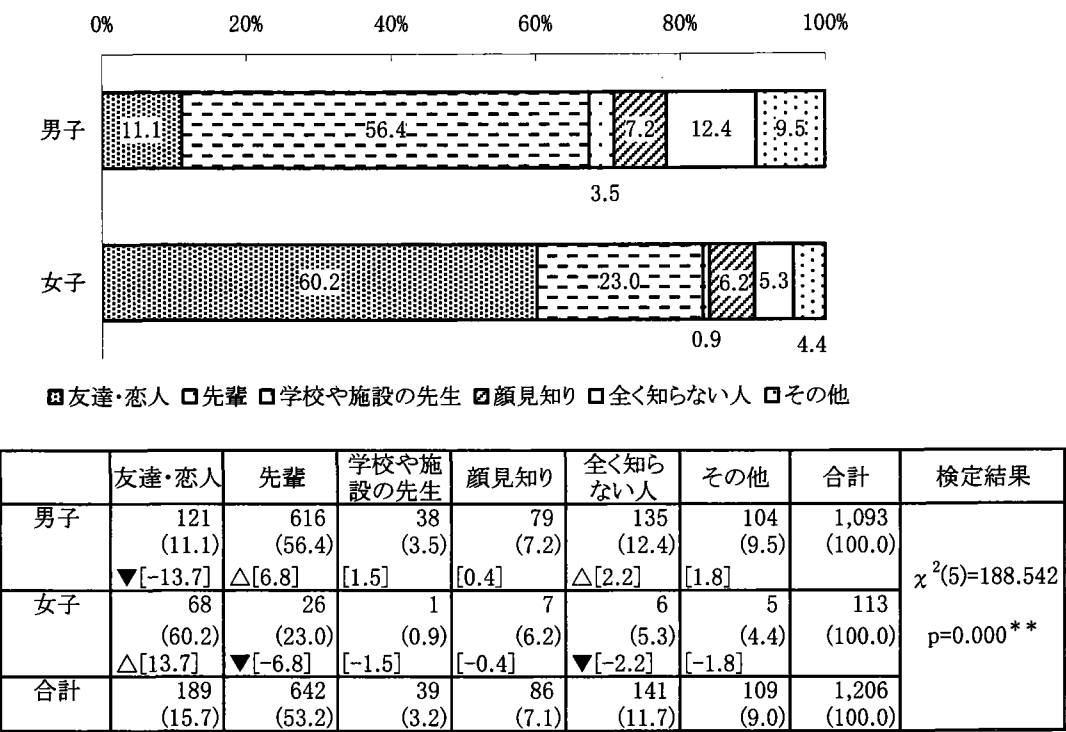 0% 20% 40% 60% 80% 100%
男子 11.1 56.4 7.2 12.4 9.5
3.5
女子 60.2 23.0 6.2 5.3
0.9 4.4
友達・恋人 先輩 学校や施設の先生 顔見知り 全く知らない人 その他
友達・恋人 先輩 学校や施設の先生 顔見知り 全く知らない人 その他 合計 検定結果
男子 121 616 38 79 135 104 1,093
(11.1) (56.4) (3.5) (7.2) (12.4) (9.5) (100.0)
▼[-13.7] △[6.8] [1.5] [0.4] △[2.2] [1.8]
χ²(5)=188.542
女子 68 26 1 7 6 5 113
(60.2) (23.0) (0.9) (6.2) (5.3) (4.4) (100.0)
p=0.000**
△[13.7] ▼[-6.8] [-1.5] [-0.4] ▼[-2.2] [-1.8]
合計 189 642 39 86 141 109 1,206
(15.7) (53.2) (3.2) (7.1) (11.7) (9.0) (100.0)